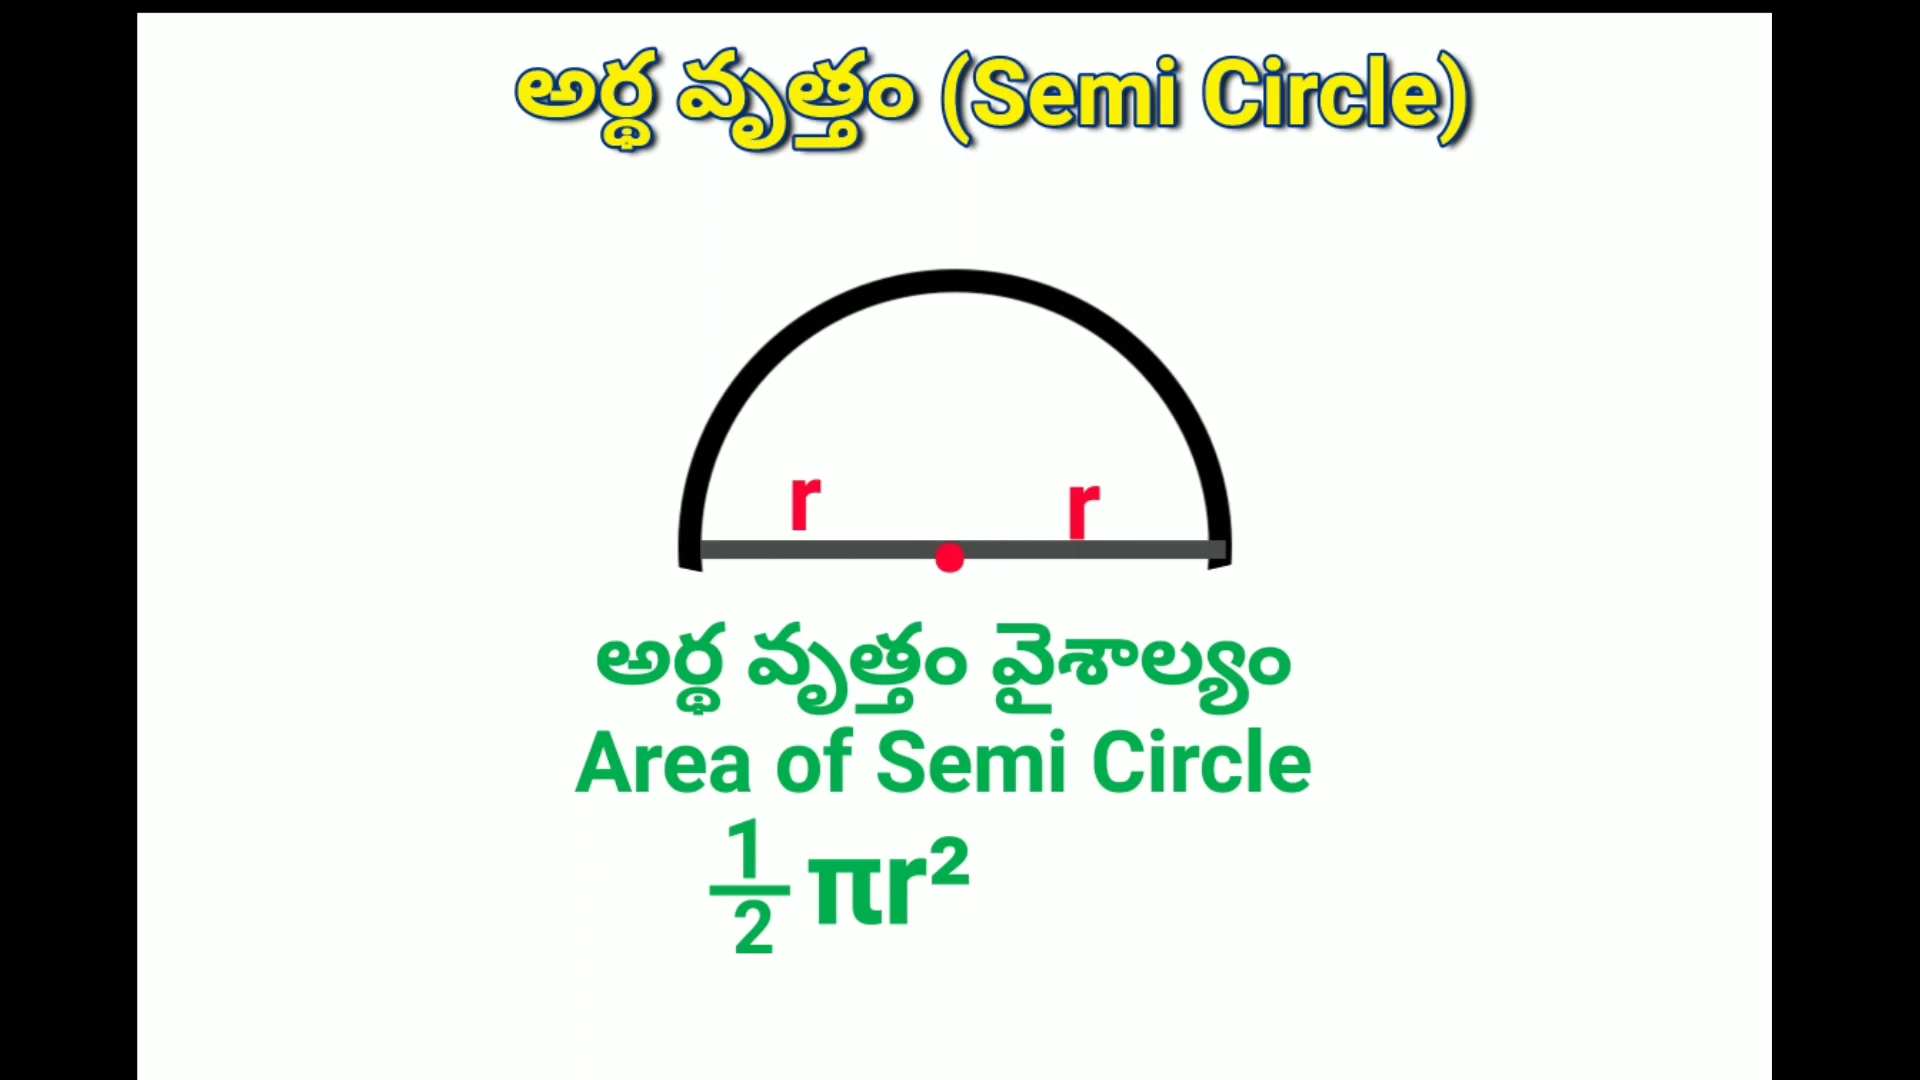 అర్థ వృత్తం (Semi Circle)
r r
అర్థ వృత్తం వైశాల్యం
Area of Semi Circle
1/2 πr²